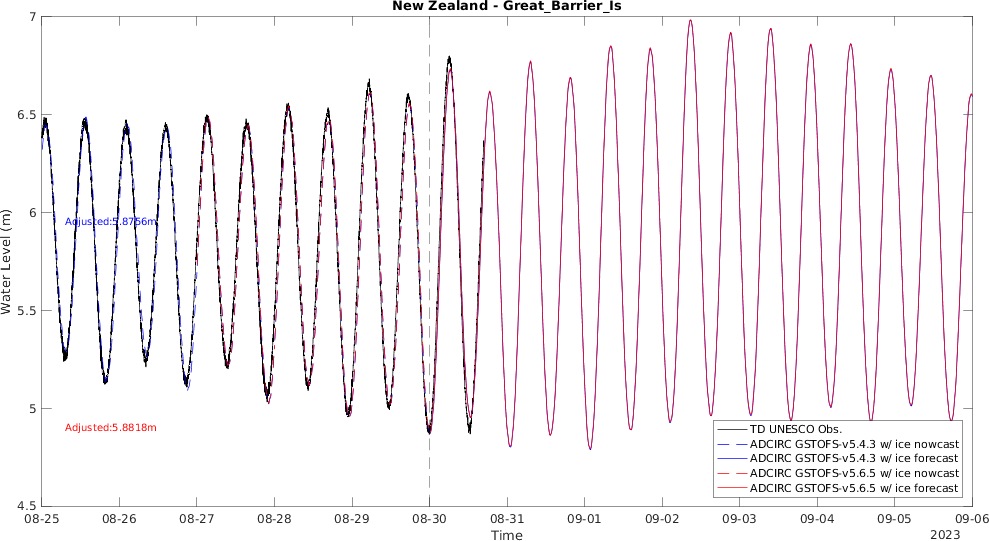 New Zealand - Great_Barrier_Is
7
6.5
6
5.5
5
4.5
Water Level (m)
Adjusted:5.8756m
Adjusted:5.8818m
TD UNESCO Obs.
ADCIRC GSTOFS-v5.4.3 w/ ice nowcast
ADCIRC GSTOFS-v5.4.3 w/ ice forecast
ADCIRC GSTOFS-v5.6.5 w/ ice nowcast
ADCIRC GSTOFS-v5.6.5 w/ ice forecast
08-25 08-26 08-27 08-28 08-29 08-30 08-31 09-01 09-02 09-03 09-04 09-05 09-06
Time
2023